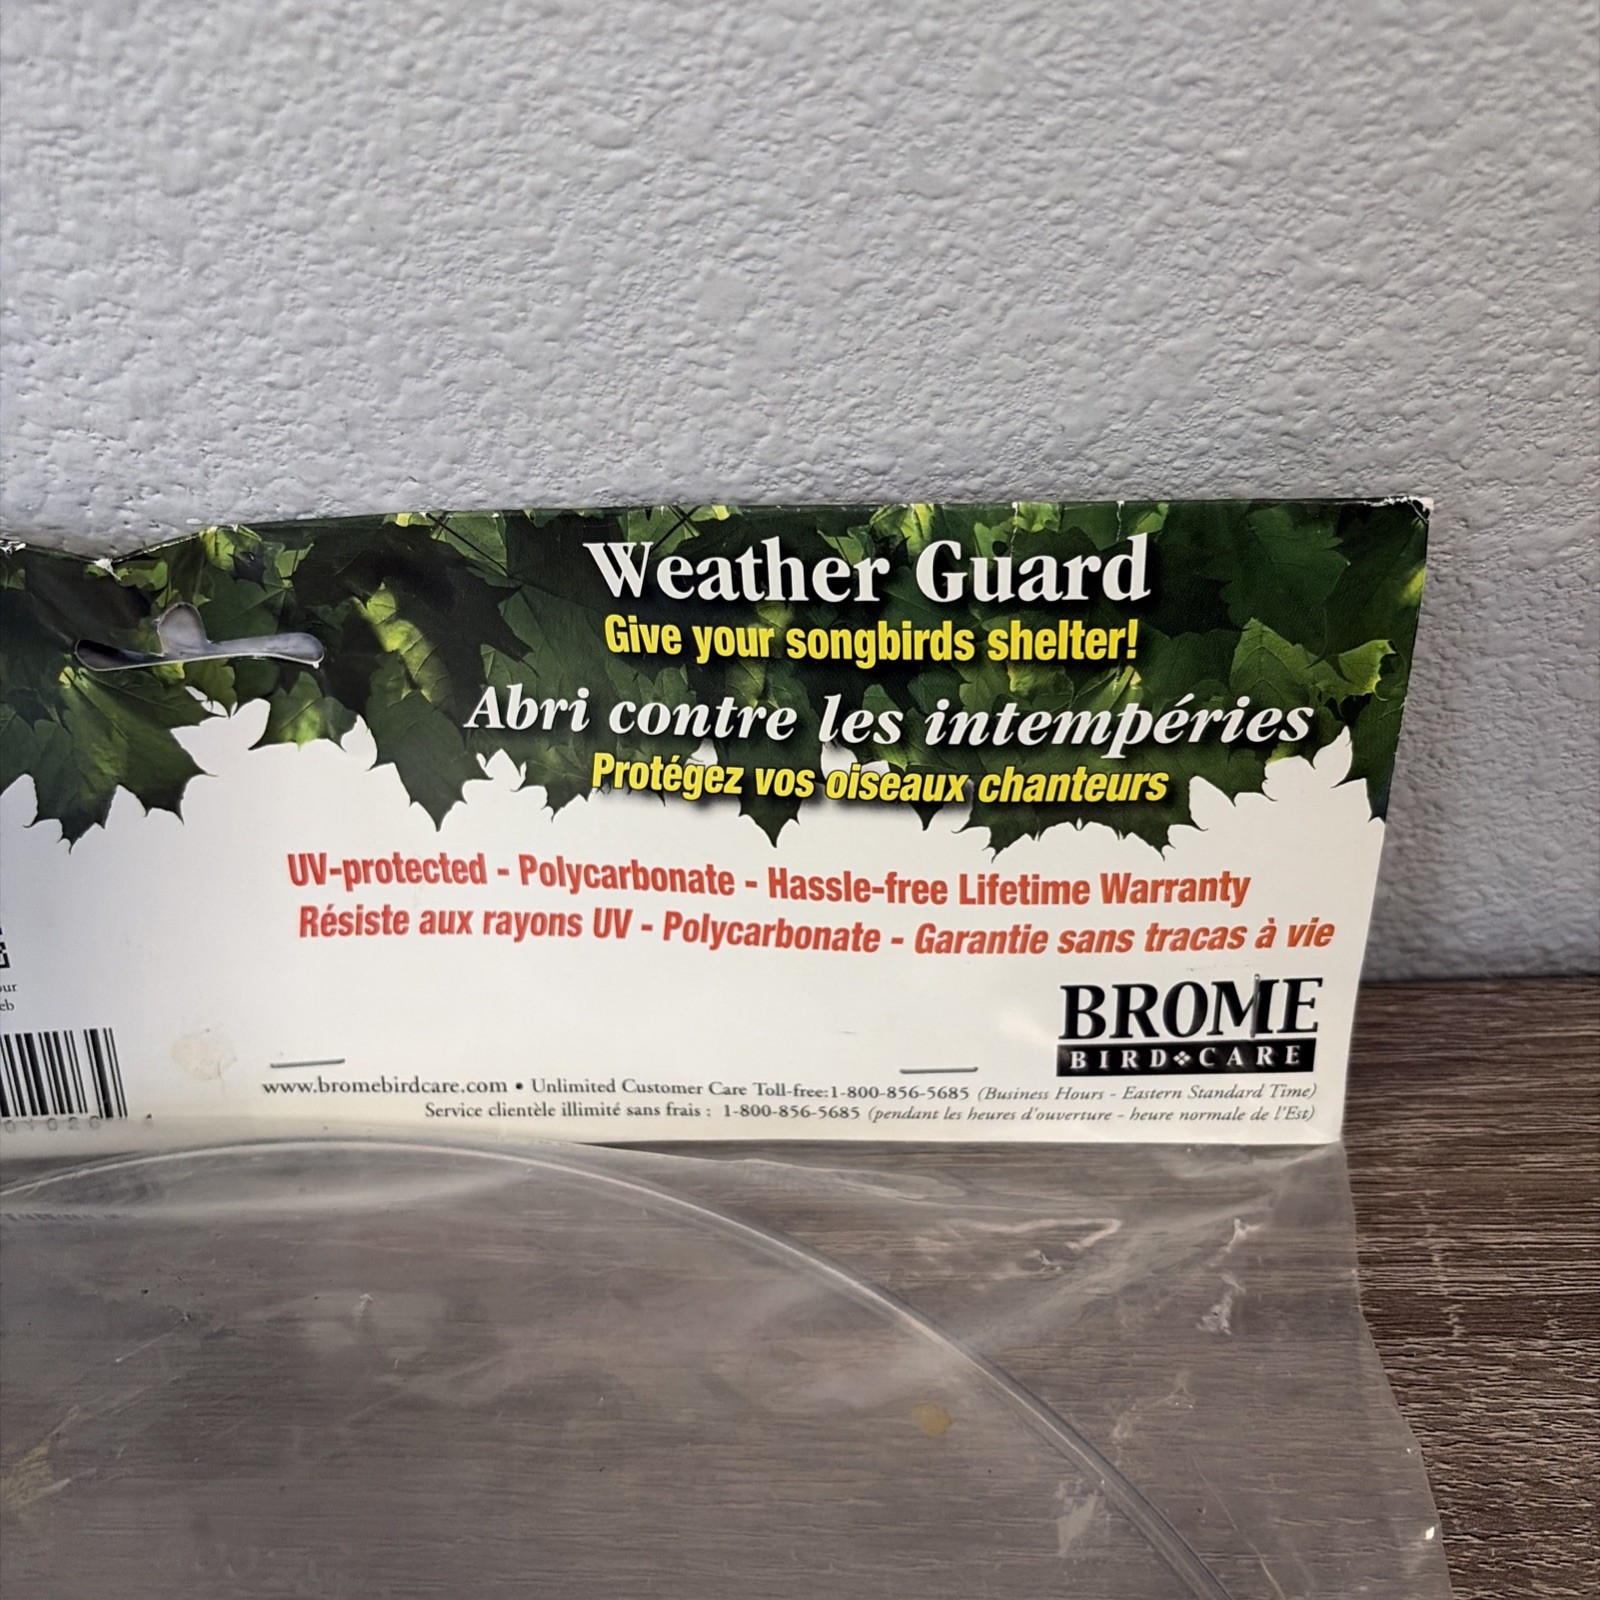 Weather Guard
Give your songbirds shelter!
Abri contre les intempéries
Protégez vos oiseaux chanteurs
UV-protected - Polycarbonate - Hassle-free Lifetime Warranty
Résiste aux rayons UV - Polycarbonate - Garantie sans tracas à vie
BROME
BIRD❖CARE
www.bromebirdcare.com • Unlimited Customer Care Toll-free:1-800-856-5685 (Business Hours - Eastern Standard Time)
Service clientèle illimité sans frais : 1-800-856-5685 (pendant les heures d'ouverture - heure normale de l'Est)